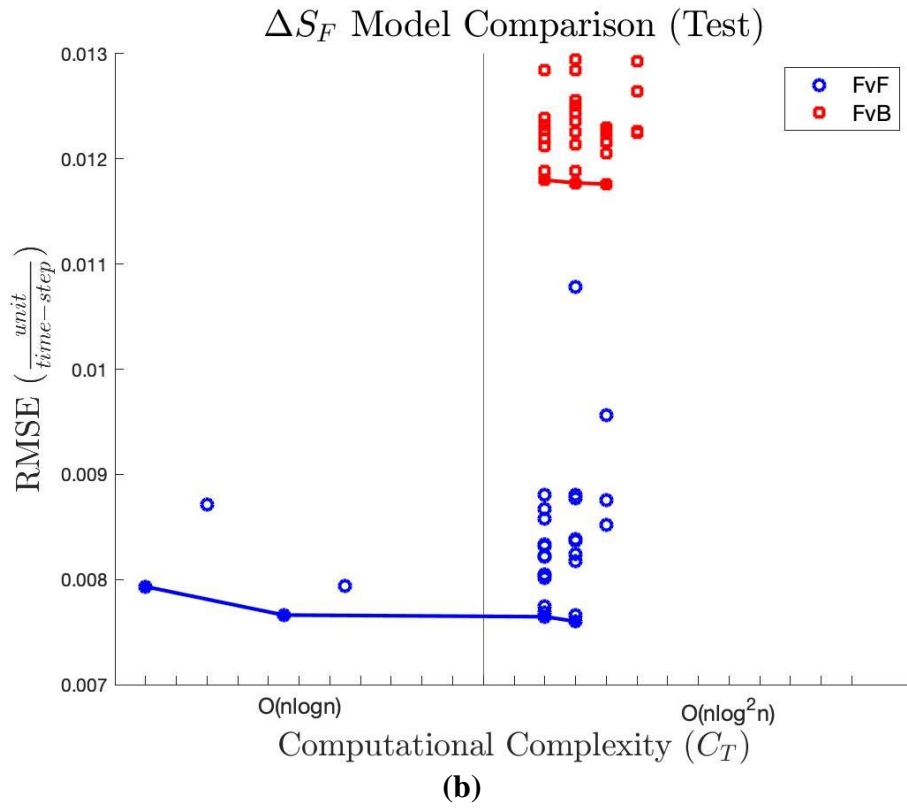 ΔS_F Model Comparison (Test)
0.013
0.012
0.011
0.01
0.009
0.008
0.007
RMSE (unit/time−step)
FvF
FvB
O(nlogn)
O(nlog²n)
Computational Complexity (C_T)
(b)